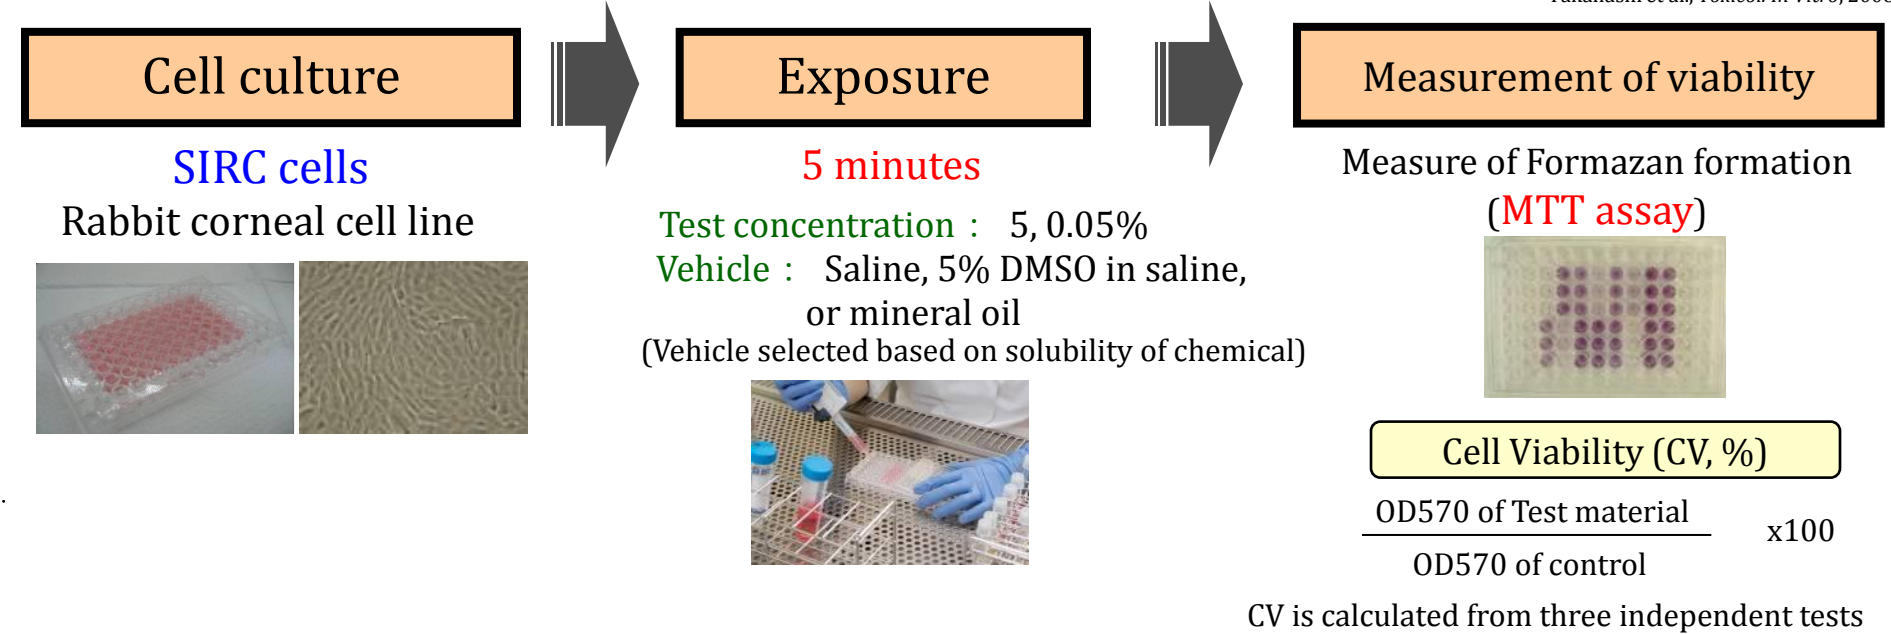 Cell culture
SIRC cells
Rabbit corneal cell line
Exposure
5 minutes
Test concentration : 5, 0.05%
Vehicle : Saline, 5% DMSO in saline,
or mineral oil
(Vehicle selected based on solubility of chemical)
Measurement of viability
Measure of Formazan formation
(MTT assay)
Cell Viability (CV, %)
OD570 of Test material
x100
OD570 of control
CV is calculated from three independent tests